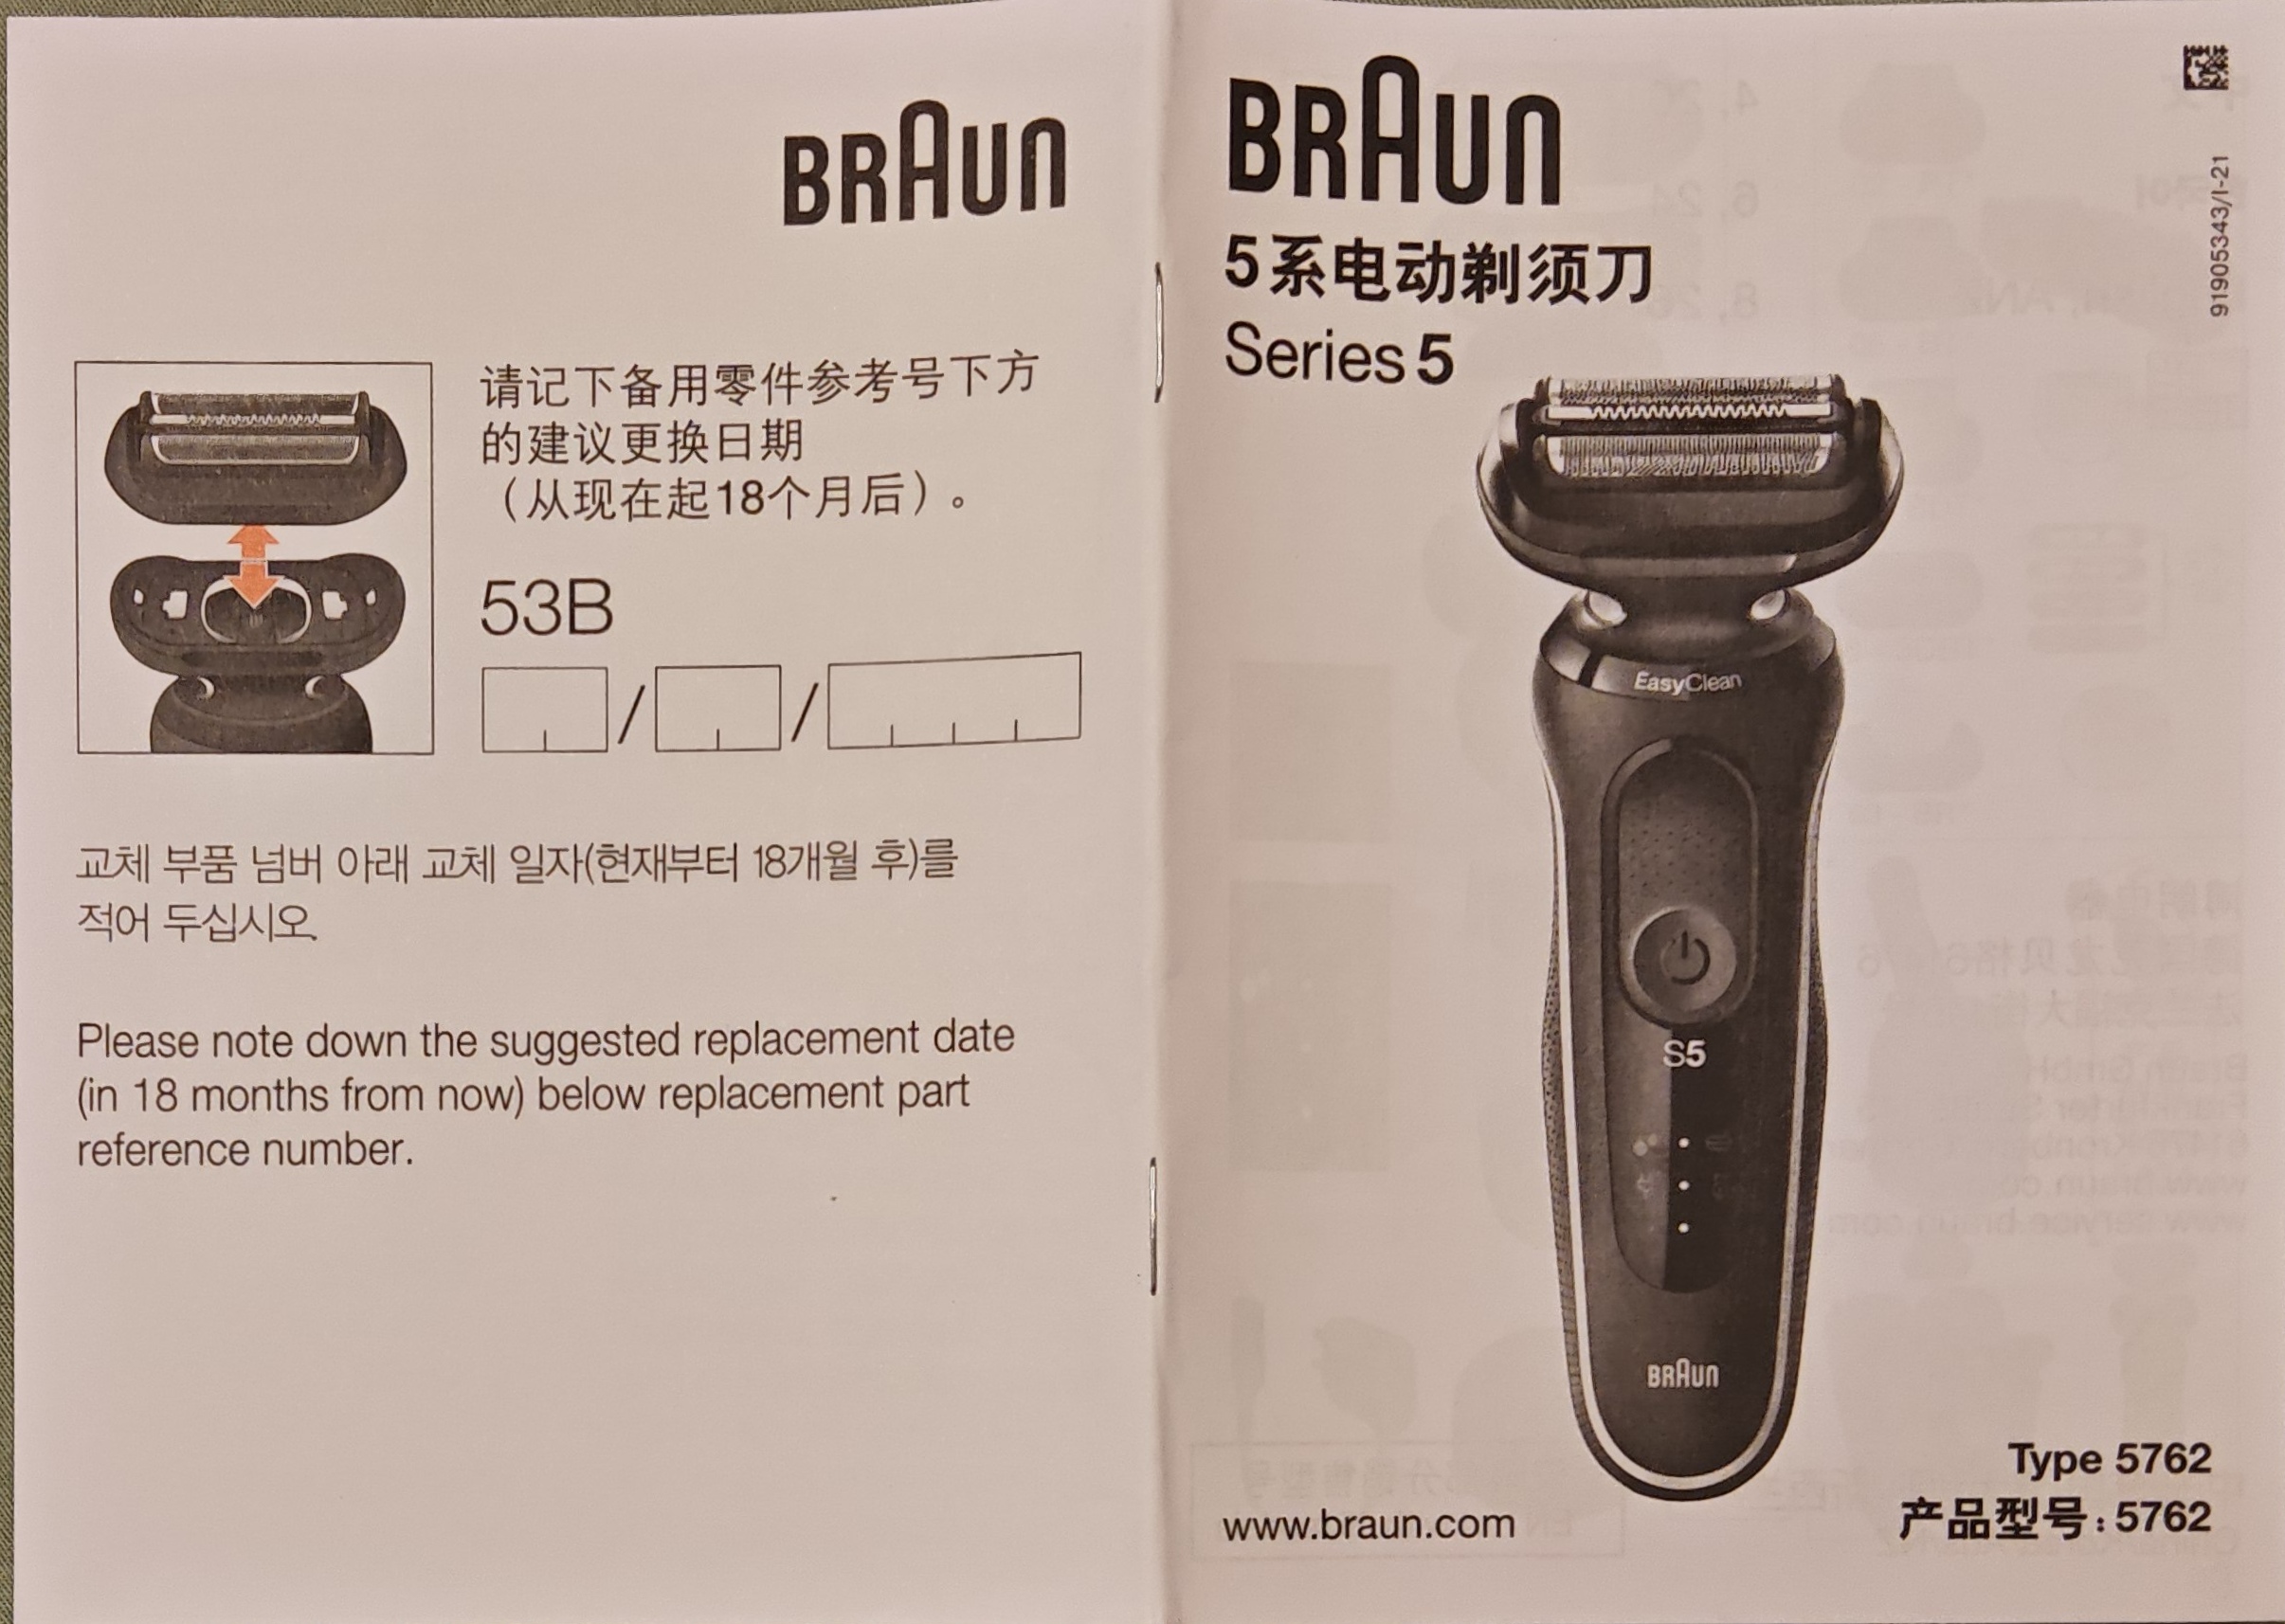 BRAUN
请记下备用零件参考号下方
的建议更换日期
（从现在起18个月后）。
53B
/ /
교체 부품 넘버 아래 교체 일자(현재부터 18개월 후)를
적어 두십시오.
Please note down the suggested replacement date
(in 18 months from now) below replacement part
reference number.
BRAUN
5系电动剃须刀
Series 5
91905343/I-21
EasyClean
S5
BRAUN
Type 5762
产品型号：5762
www.braun.com